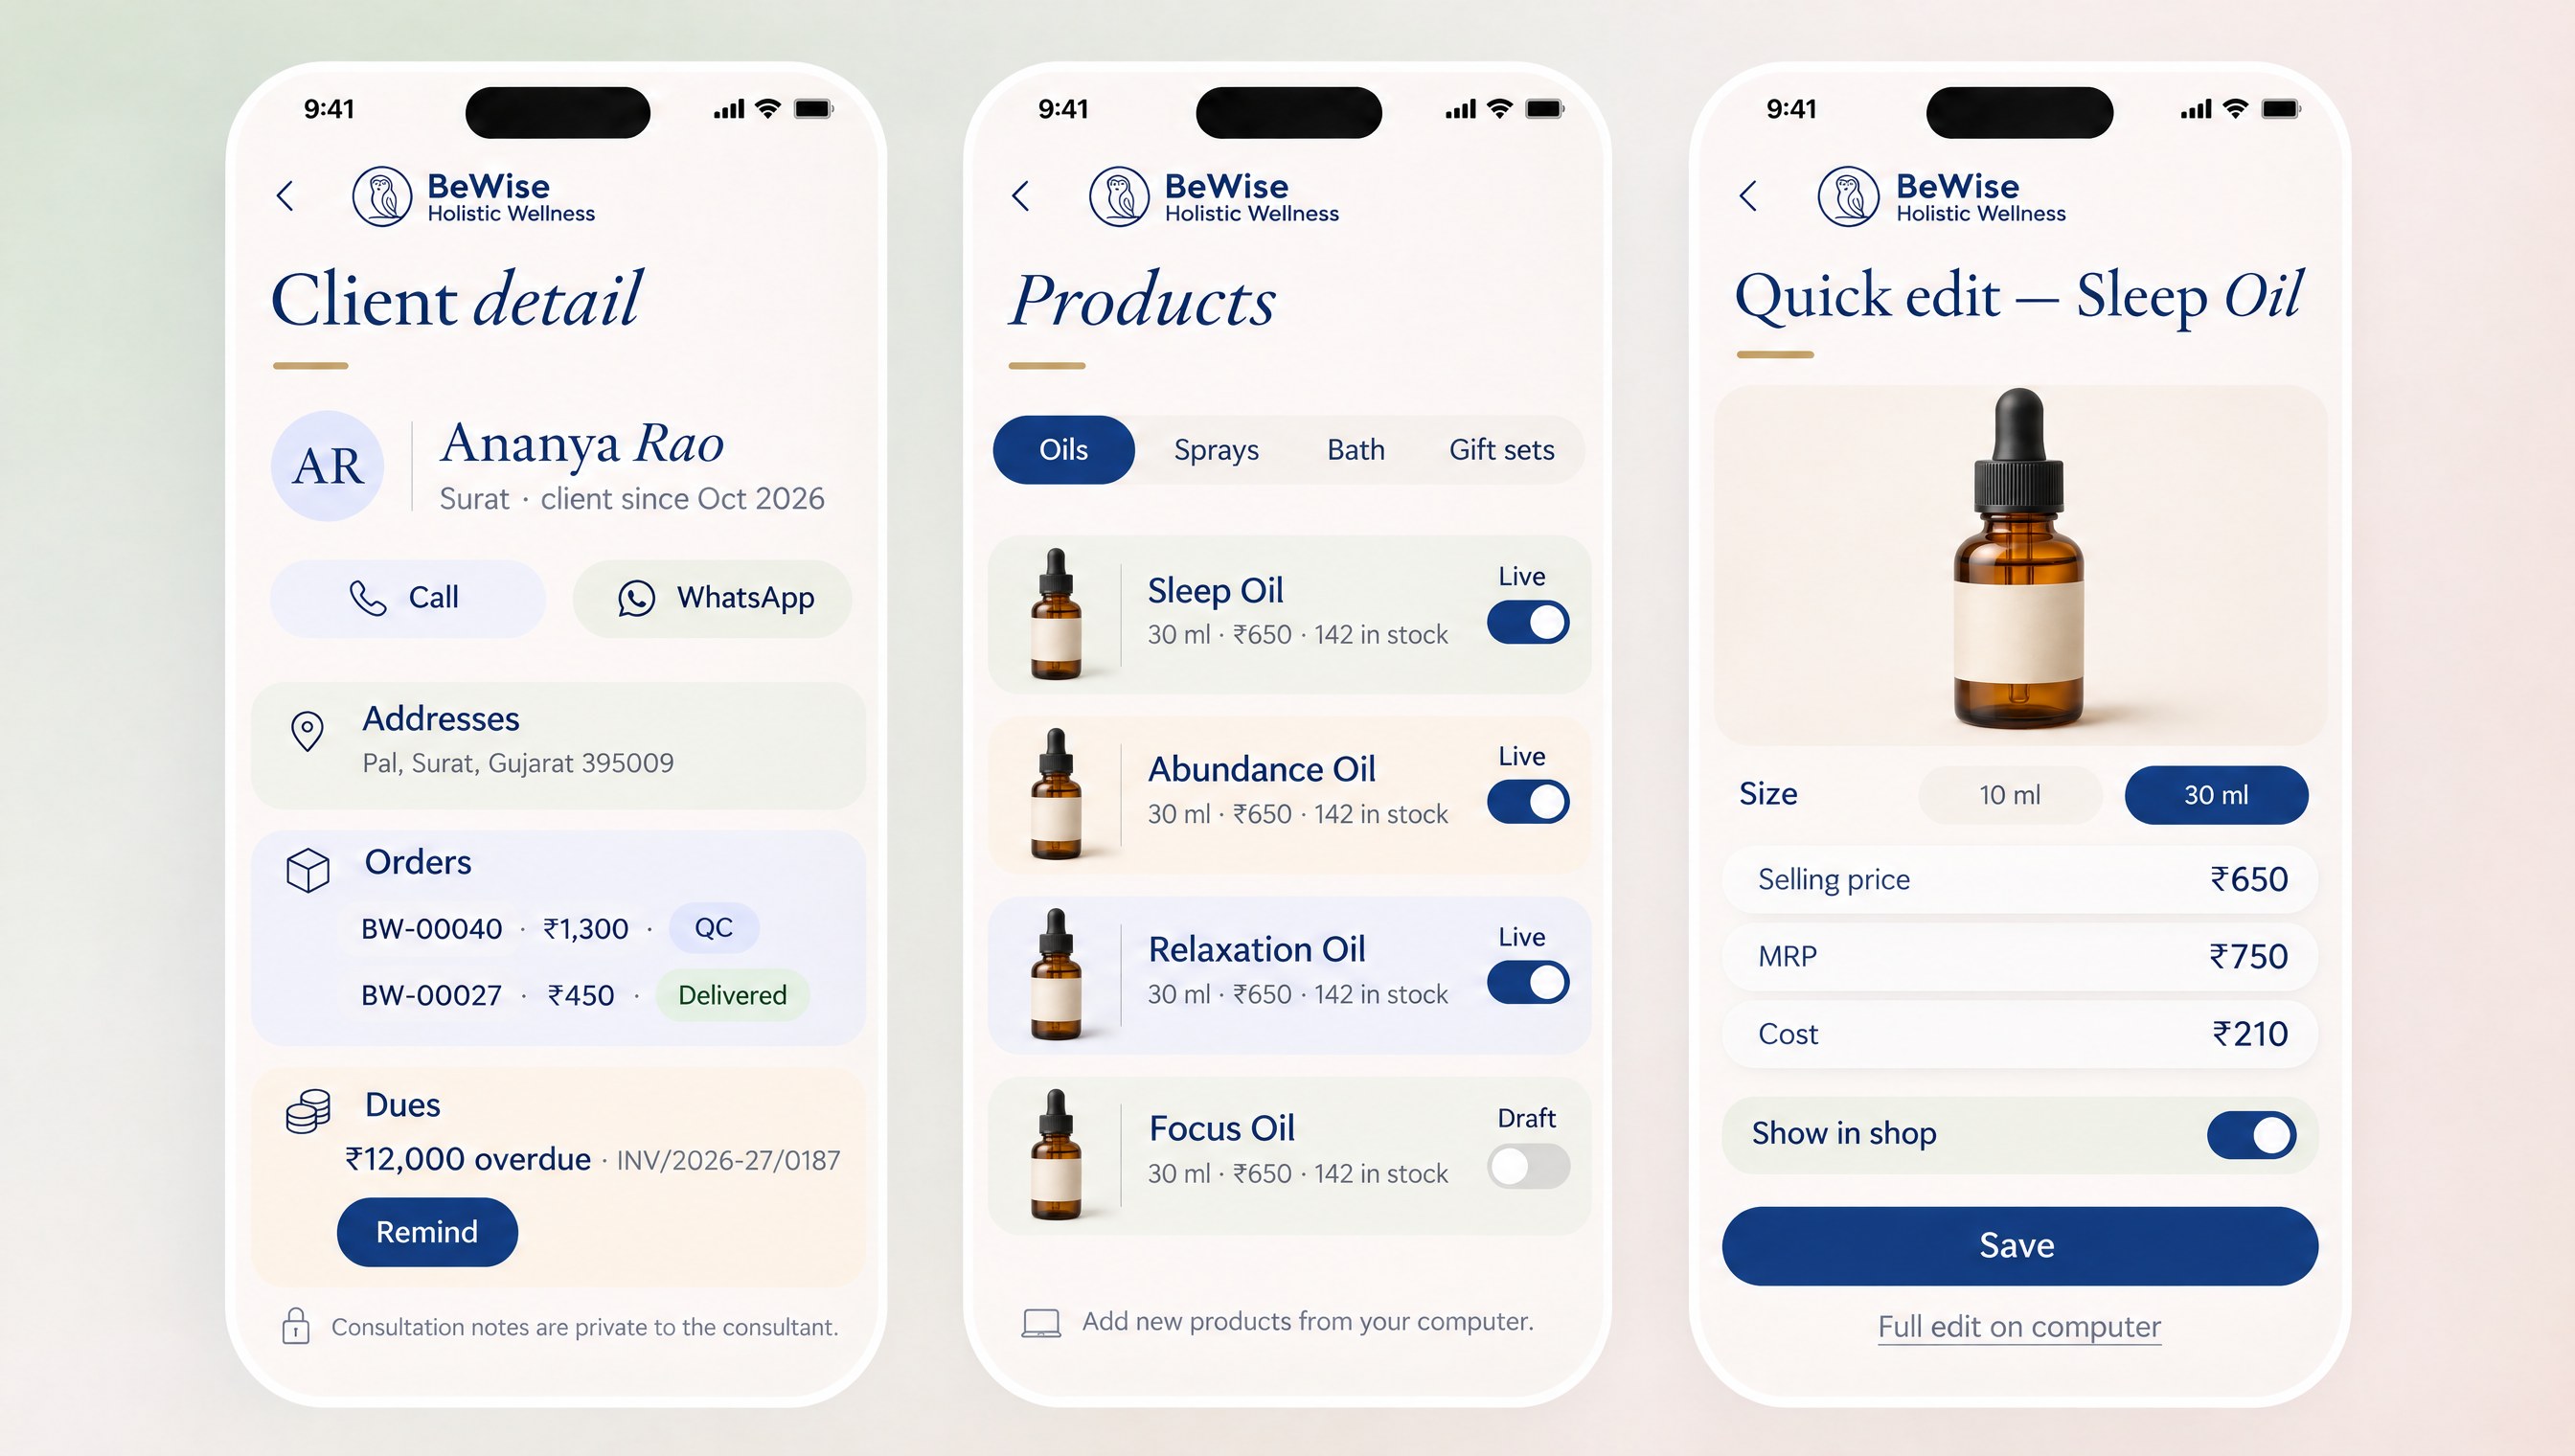 9:41
BeWise
Holistic Wellness
Client detail
AR
Ananya Rao
Surat · client since Oct 2026
Call
WhatsApp
Addresses
Pal, Surat, Gujarat 395009
Orders
BW-00040 · ₹1,300 · QC
BW-00027 · ₹450 · Delivered
Dues
₹12,000 overdue · INV/2026-27/0187
Remind
Consultation notes are private to the consultant.
9:41
BeWise
Holistic Wellness
Products
Oils Sprays Bath Gift sets
Sleep Oil
30 ml · ₹650 · 142 in stock
Live
Abundance Oil
30 ml · ₹650 · 142 in stock
Live
Relaxation Oil
30 ml · ₹650 · 142 in stock
Live
Focus Oil
30 ml · ₹650 · 142 in stock
Draft
Add new products from your computer.
9:41
BeWise
Holistic Wellness
Quick edit — Sleep Oil
Size 10 ml 30 ml
Selling price ₹650
MRP ₹750
Cost ₹210
Show in shop
Save
Full edit on computer